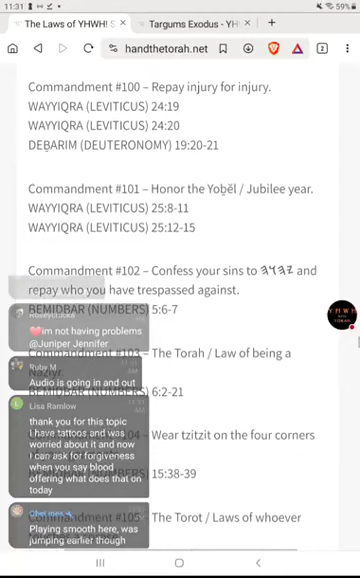 11:31
59%
The Laws of YHWH!
Targums Exodus - YH
handthetorah.net
2
Commandment #100 – Repay injury for injury.
WAYYIQRA (LEVITICUS) 24:19
WAYYIQRA (LEVITICUS) 24:20
DEḆARIM (DEUTERONOMY) 19:20-21
Commandment #101 – Honor the Yoḇĕl / Jubilee year.
WAYYIQRA (LEVITICUS) 25:8-11
WAYYIQRA (LEVITICUS) 25:12-15
Commandment #102 – Confess your sins to 𐤉𐤄𐤅𐤄 and
repay who you have trespassed against.
BEMIDBAR (NUMBERS) 5:6-7
❤️im not having problems
@Juniper Jennifer
Commandment #103 – The Torah / Law of being a
Ruby M
Audio is going in and out
BEMIDBAR (NUMBERS) 6:2-21
Lisa Ramlow
thank you for this topic
i have tattoos and was
worried about it and now
can ask for forgiveness
when you say blood
offering what does that on
today
– Wear tzitzit on the four corners
BEMIDBAR (NUMBERS) 15:38-39
Commandment #105 – The Torot / Laws of whoever
Playing smooth here, was
jumping earlier though